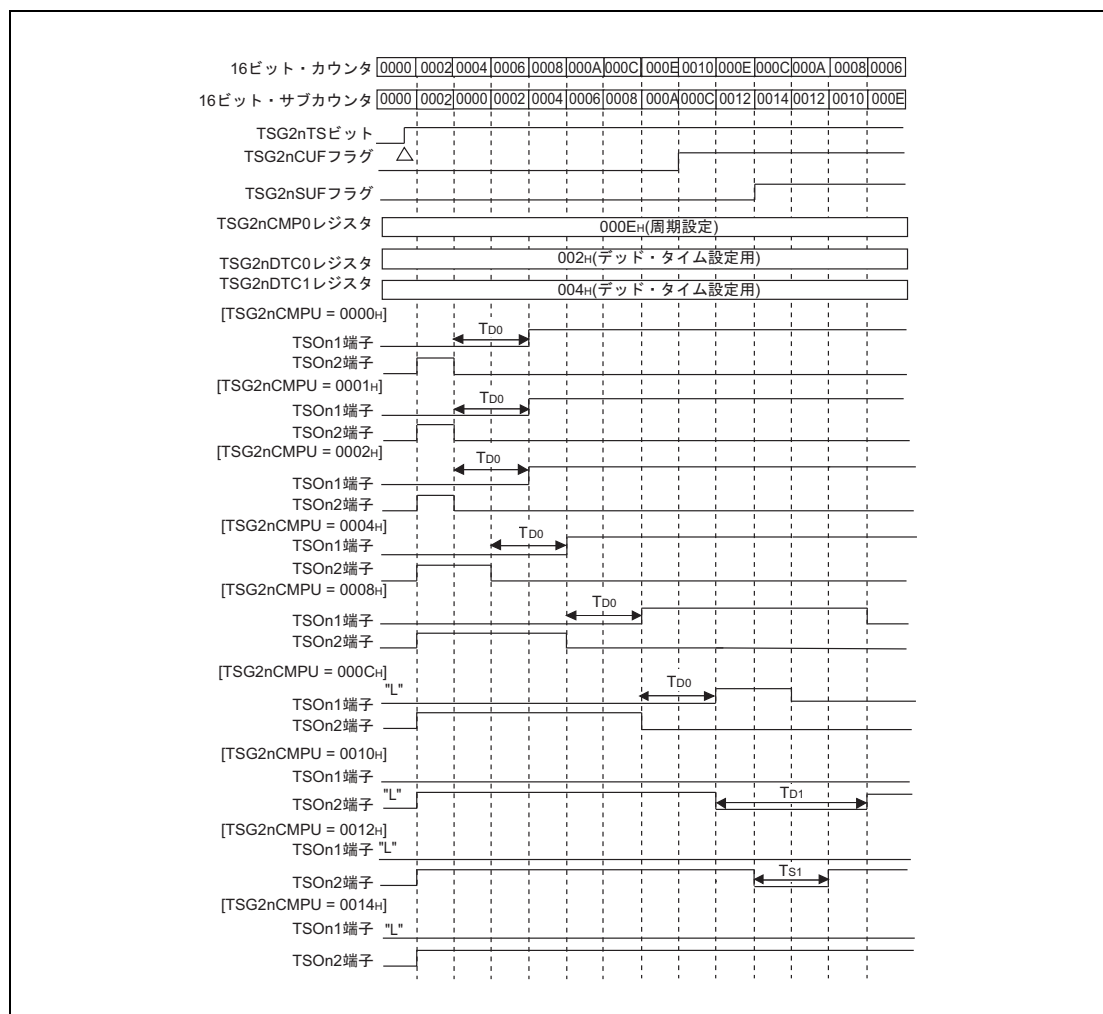 16ビット・カウンタ 0000 0002 0004 0006 0008 000A 000C 000E 0010 000E 000C 000A 0008 0006
16ビット・サブカウンタ 0000 0002 0000 0002 0004 0006 0008 000A 000C 0012 0014 0012 0010 000E
TSG2nTSビット
TSG2nCUFフラグ
TSG2nSUFフラグ
TSG2nCMP0レジスタ 000EH(周期設定)
TSG2nDTC0レジスタ 002H(デッド・タイム設定用)
TSG2nDTC1レジスタ 004H(デッド・タイム設定用)
[TSG2nCMPU = 0000H]
TSOn1端子 TD0
TSOn2端子
[TSG2nCMPU = 0001H]
TSOn1端子 TD0
TSOn2端子
[TSG2nCMPU = 0002H]
TSOn1端子 TD0
TSOn2端子
[TSG2nCMPU = 0004H]
TSOn1端子 TD0
TSOn2端子
[TSG2nCMPU = 0008H]
TSOn1端子 TD0
TSOn2端子
[TSG2nCMPU = 000CH]
TSOn1端子 "L" TD0
TSOn2端子
[TSG2nCMPU = 0010H]
TSOn1端子
TSOn2端子 "L" TD1
[TSG2nCMPU = 0012H]
TSOn1端子 "L"
TSOn2端子 TS1
[TSG2nCMPU = 0014H]
TSOn1端子 "L"
TSOn2端子